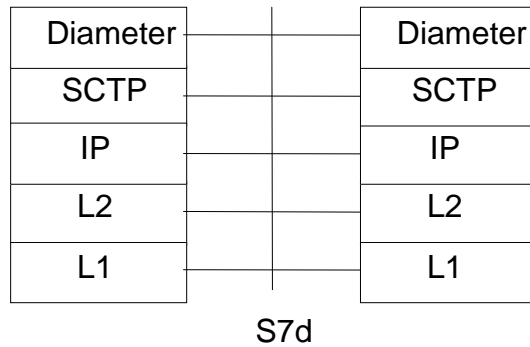 Diameter Diameter
SCTP SCTP
IP IP
L2 L2
L1 L1
S7d